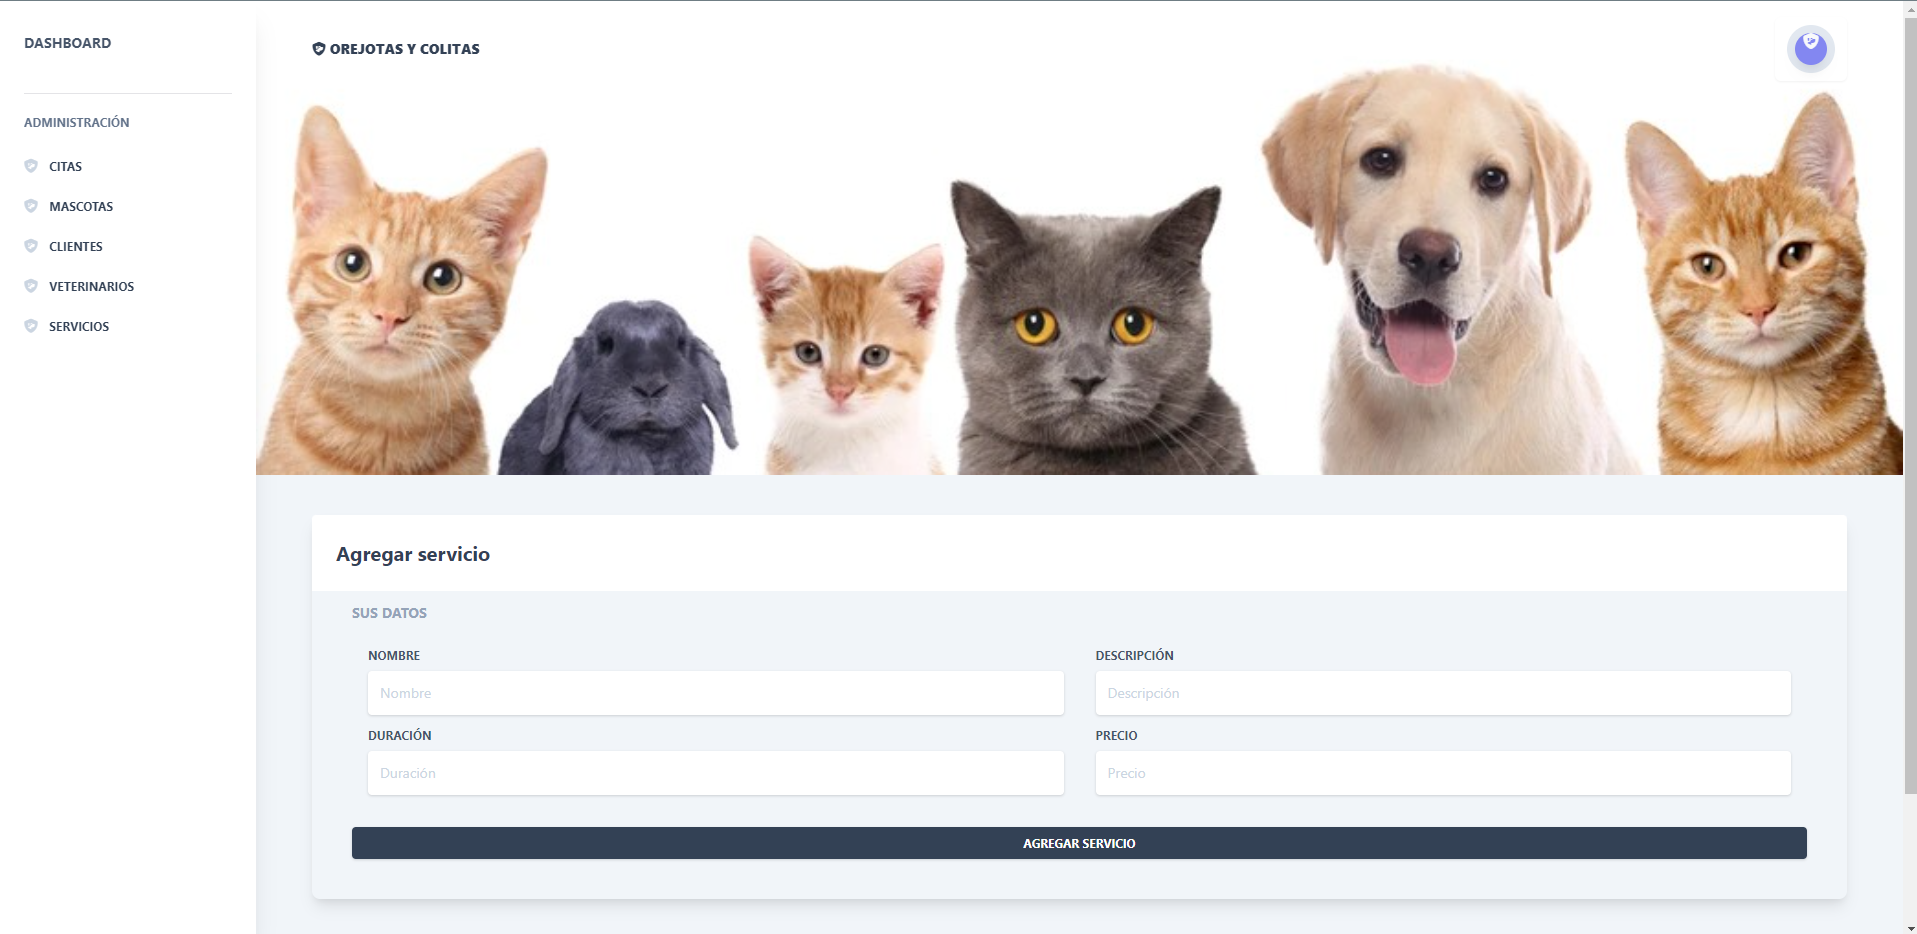 DASHBOARD
ADMINISTRACIÓN
CITAS
MASCOTAS
CLIENTES
VETERINARIOS
SERVICIOS
OREJOTAS Y COLITAS
Agregar servicio
SUS DATOS
NOMBRE
Nombre
DESCRIPCIÓN
Descripción
DURACIÓN
Duración
PRECIO
Precio
AGREGAR SERVICIO